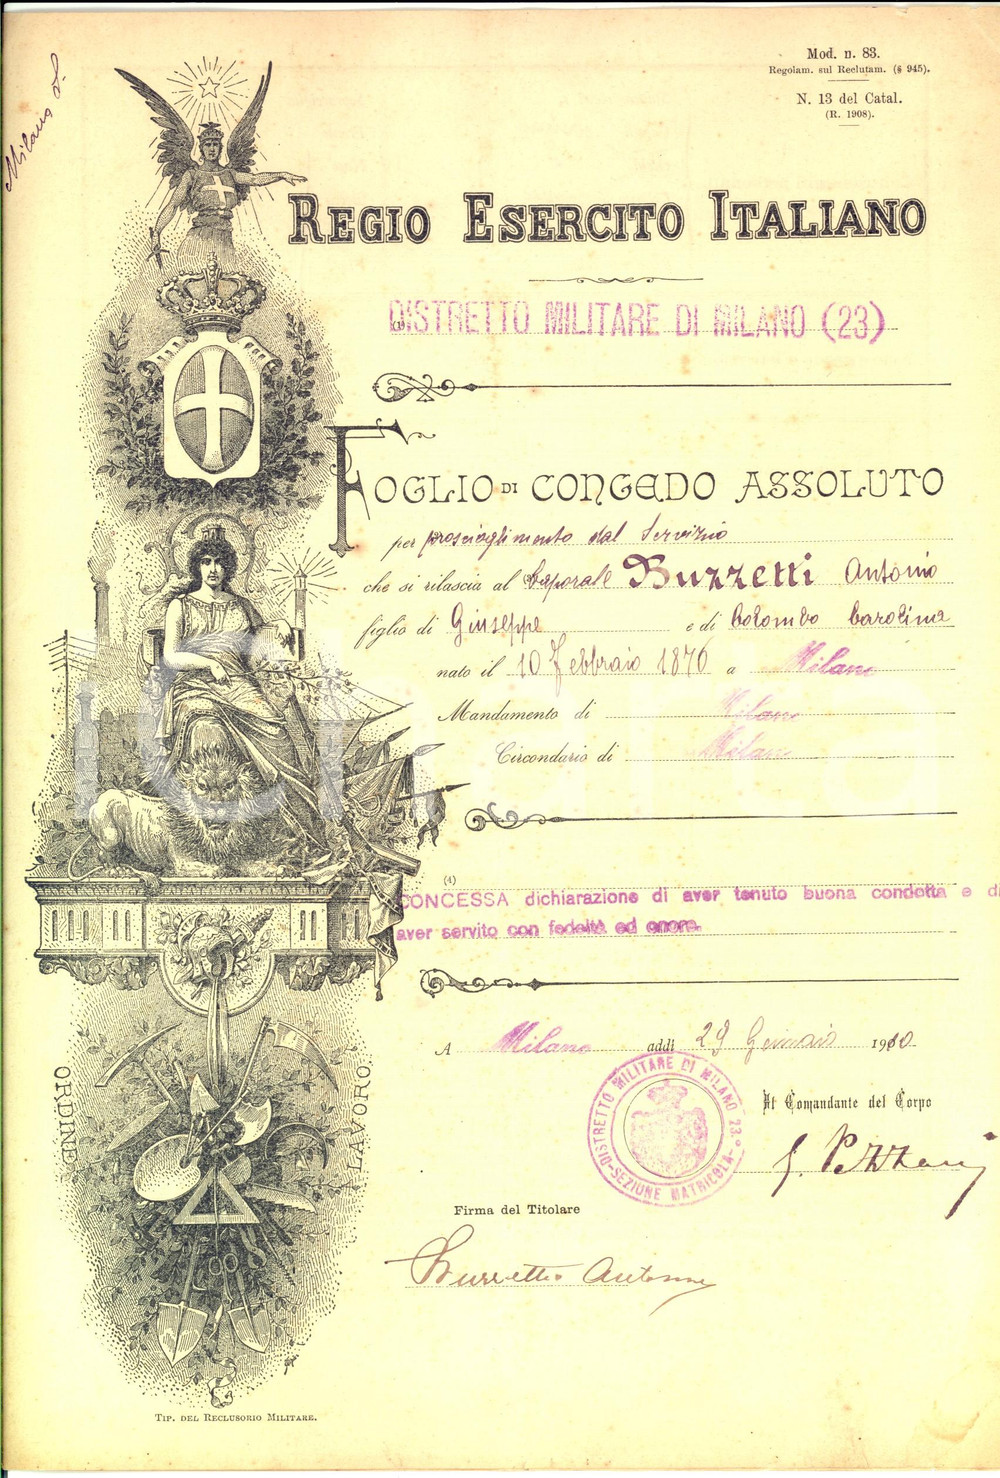 Milano
Mod. n. 83.
Regolam. sul Reclutam. (§ 945).
N. 13 del Catal.
(R. 1908).
REGIO ESERCITO ITALIANO
(1) DISTRETTO MILITARE DI MILANO (23)
FOGLIO DI CONGEDO ASSOLUTO
per proscioglimento dal Servizio
che si rilascia al Caporale Buzzetti Antonio
figlio di Giuseppe e di Colombo Carolina
nato il 10 Febbraio 1870 a Milano
Mandamento di Milano
Circondario di Milano
(4)
CONCESSA dichiarazione di aver tenuto buona condotta e di
aver servito con fedeltà ed onore.
A Milano addì 29 Gennaio 1910
DISTRETTO MILITARE DI MILANO 23° SEZIONE MATRICOLA
Il Comandante del Corpo
Firma del Titolare
Buzzetti Antonio
ORDINE
LAVORO
TIP. DEL RECLUSORIO MILITARE.